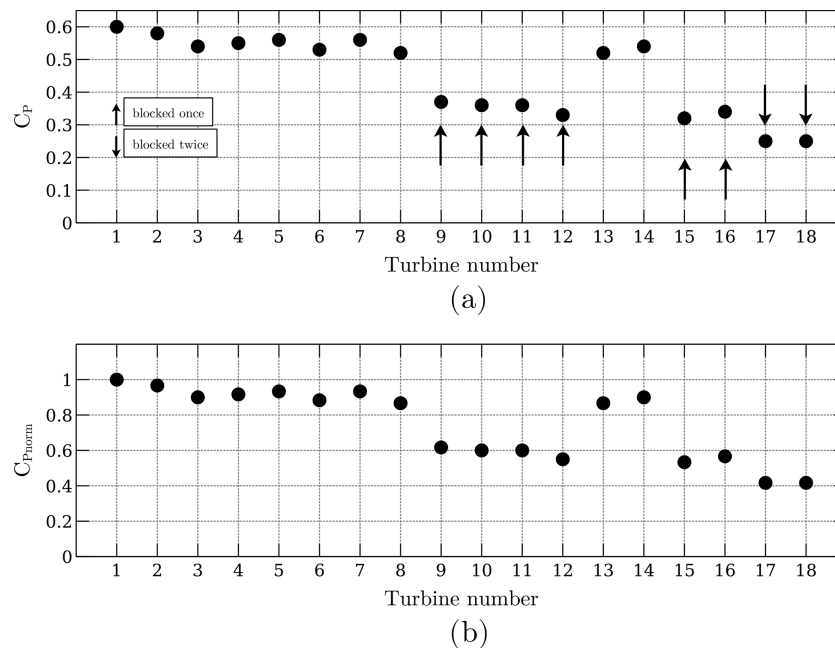 0.6
0.5
0.4
0.3
0.2
0.1
0
C_P
blocked once
blocked twice
1 2 3 4 5 6 7 8 9 10 11 12 13 14 15 16 17 18
Turbine number
(a)
1
0.8
0.6
0.4
0.2
0
C_Pnorm
1 2 3 4 5 6 7 8 9 10 11 12 13 14 15 16 17 18
Turbine number
(b)